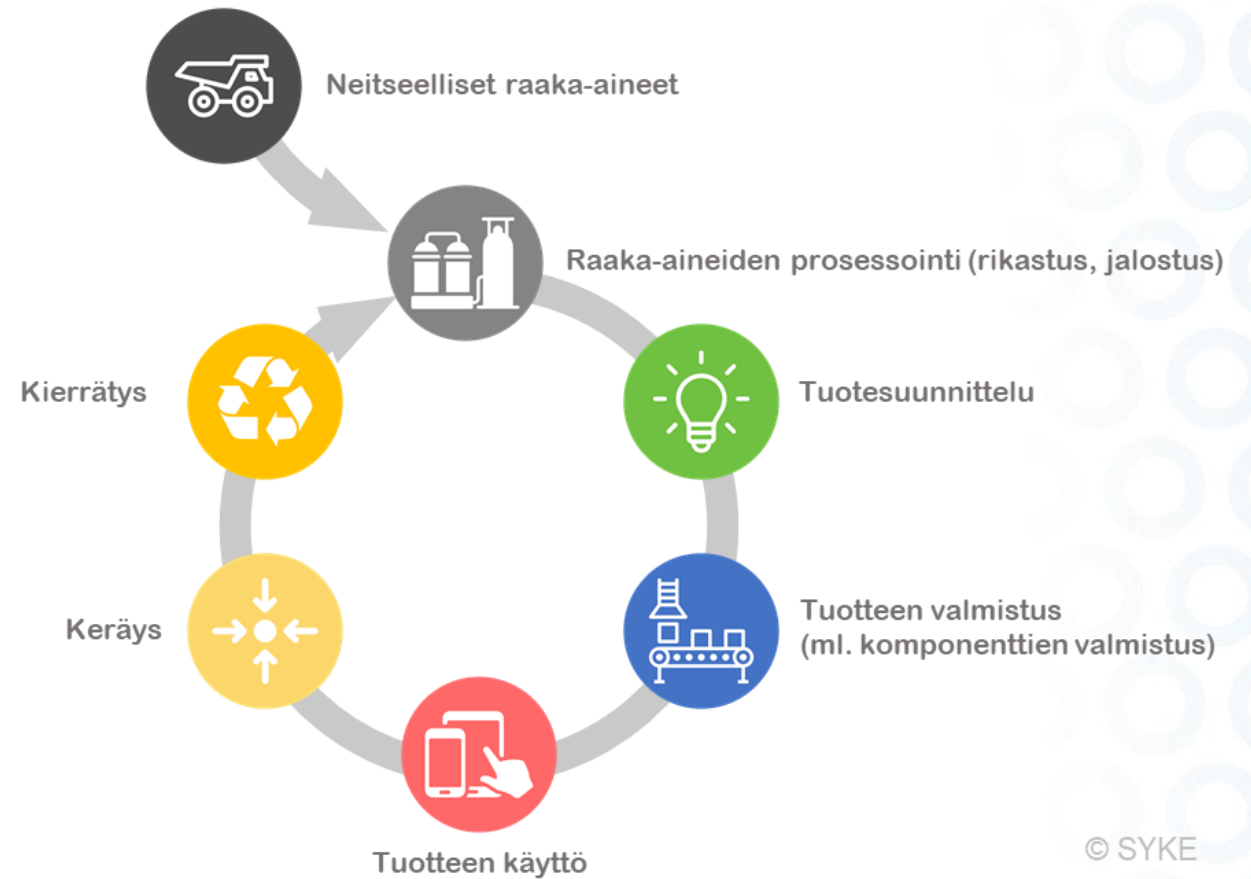 Neitseelliset raaka-aineet
Raaka-aineiden prosessointi (rikastus, jalostus)
Kierrätys
Tuotesuunnittelu
Keräys
Tuotteen valmistus
(ml. komponenttien valmistus)
Tuotteen käyttö
© SYKE